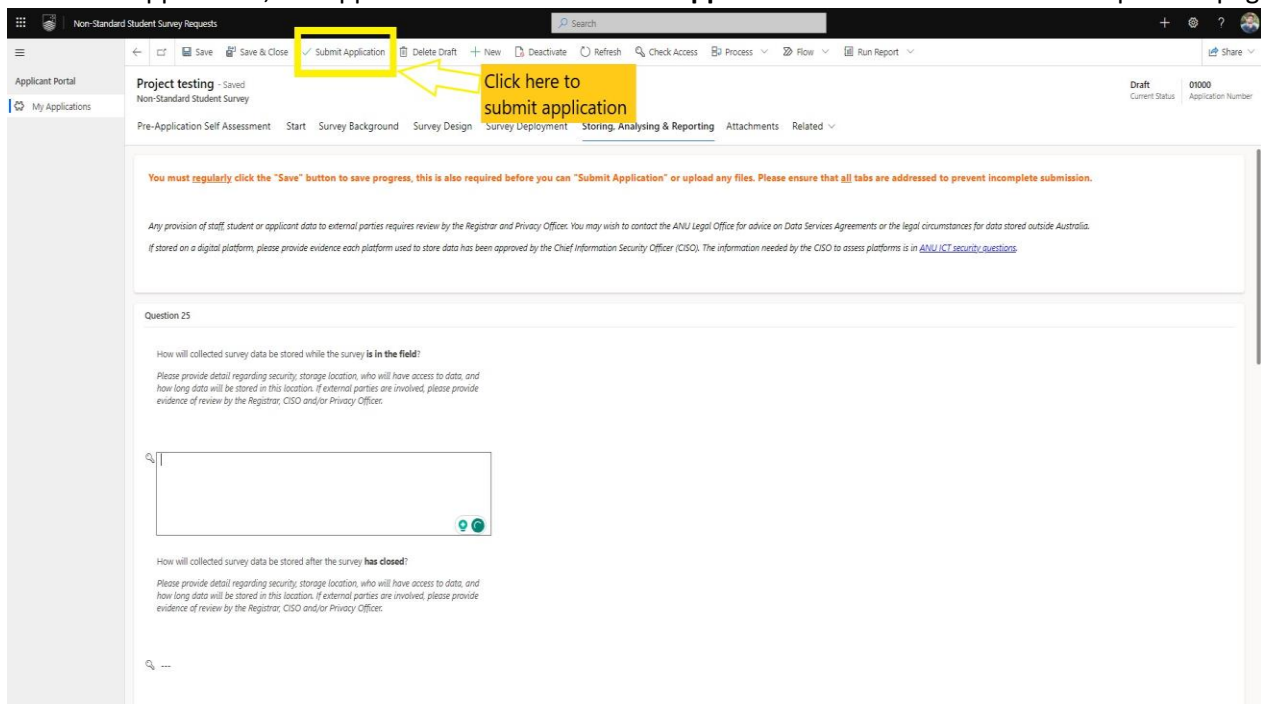 Non-Standard Student Survey Requests
Search
Save Save & Close Submit Application Delete Draft New Deactivate Refresh Check Access Process Flow Run Report Share
Applicant Portal
My Applications
Project testing - Saved
Non-Standard Student Survey
Click here to
submit application
Draft
Current Status
01000
Application Number
Pre-Application Self Assessment Start Survey Background Survey Design Survey Deployment Storing, Analysing & Reporting Attachments Related
You must regularly click the "Save" button to save progress, this is also required before you can "Submit Application" or upload any files. Please ensure that all tabs are addressed to prevent incomplete submission.
Any provision of staff, student or applicant data to external parties requires review by the Registrar and Privacy Officer. You may wish to contact the ANU Legal Office for advice on Data Services Agreements or the legal circumstances for data stored outside Australia.
If stored on a digital platform, please provide evidence each platform used to store data has been approved by the Chief Information Security Officer (CISO). The information needed by the CISO to assess platforms is in ANU ICT security questions.
Question 25
How will collected survey data be stored while the survey is in the field?
Please provide detail regarding security, storage location, who will have access to data, and
how long data will be stored in this location. If external parties are involved, please provide
evidence of review by the Registrar, CISO and/or Privacy Officer.
How will collected survey data be stored after the survey has closed?
Please provide detail regarding security, storage location, who will have access to data, and
how long data will be stored in this location. If external parties are involved, please provide
evidence of review by the Registrar, CISO and/or Privacy Officer.
---